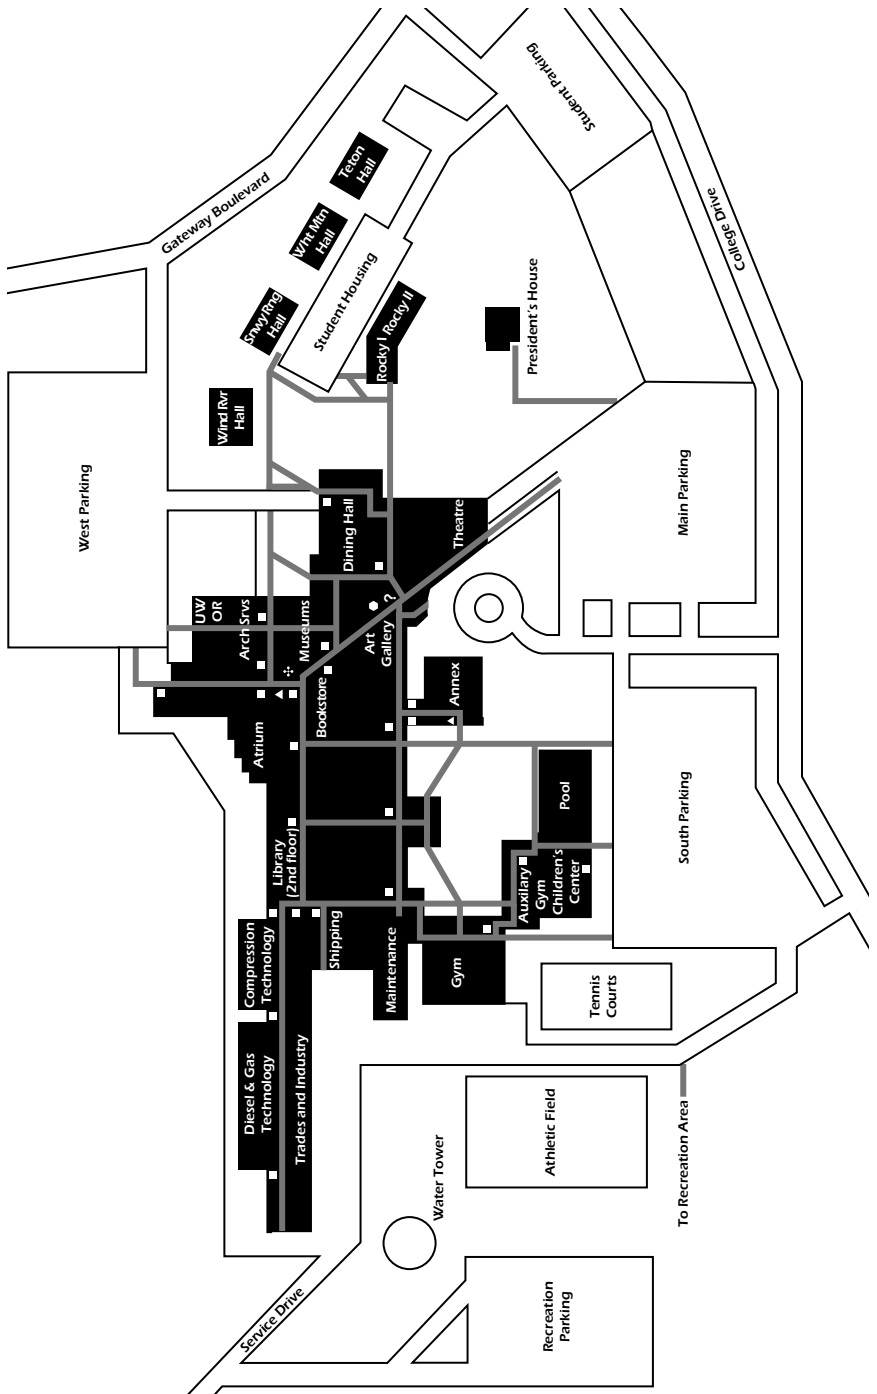 Student Parking
Teton
Hall
Gateway Boulevard
College Drive
Wht Mtn
Hall
SnwyRng
Hall
Student Housing
Rocky I
Rocky II
President's House
Wind Rvr
Hall
West Parking
Dining Hall
Theatre
Main Parking
UW
OR
Arch Srvs
Museums
Art
Gallery
?
Bookstore
Annex
Atrium
Pool
South Parking
Library
(2nd floor)
Auxilary
Gym
Children's
Center
Compression
Technology
Shipping
Maintenance
Gym
Tennis
Courts
Diesel & Gas
Technology
Trades and Industry
Athletic Field
To Recreation Area
Water Tower
Service Drive
Recreation
Parking